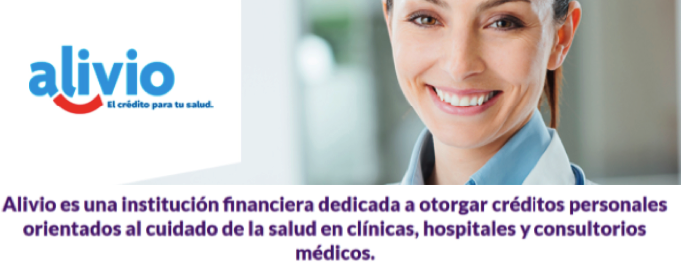 alivio
El crédito para tu salud.
Alivio es una institución financiera dedicada a otorgar créditos personales
orientados al cuidado de la salud en clínicas, hospitales y consultorios
médicos.